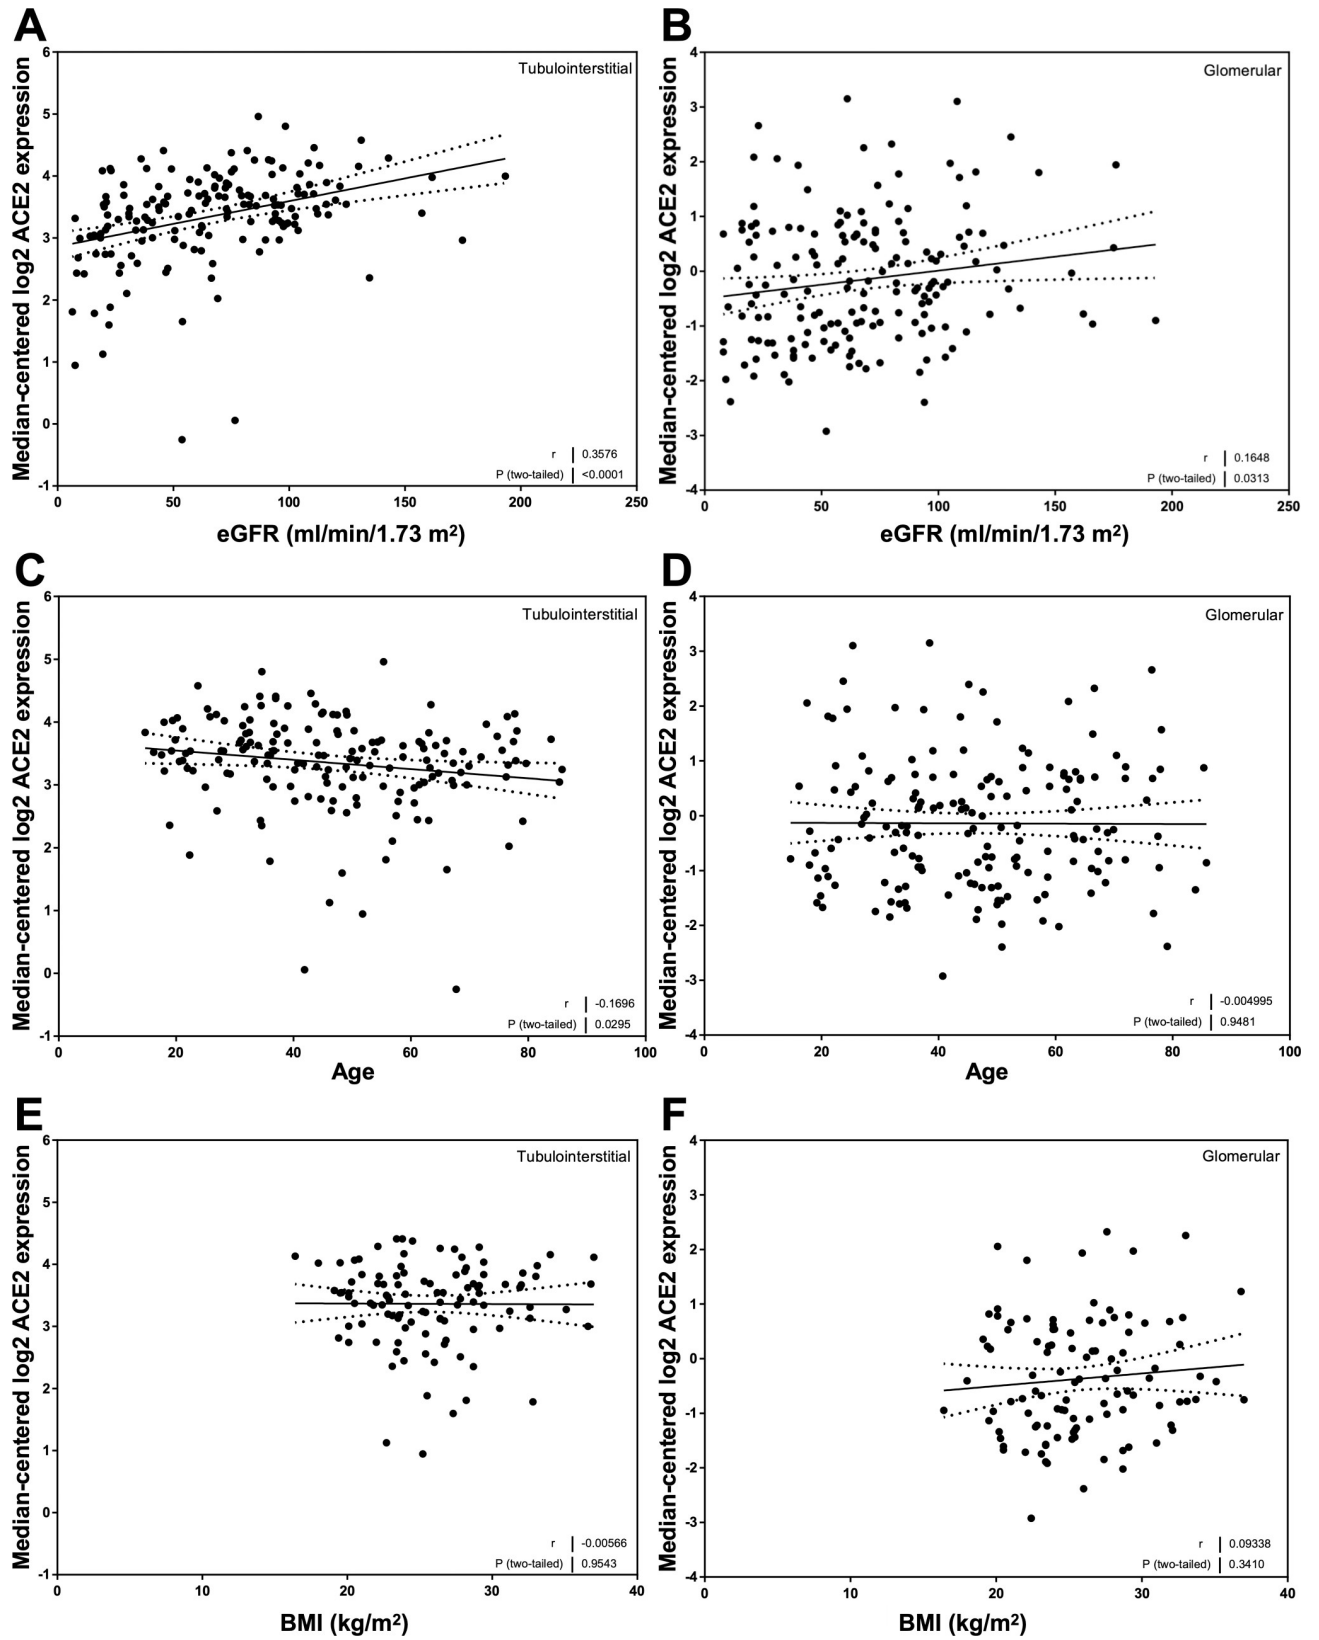 A
Median-centered log2 ACE2 expression
6
5
4
3
2
1
0
-1
Tubulointerstitial
r | 0.3576
P (two-tailed) | <0.0001
0 50 100 150 200 250
eGFR (ml/min/1.73 m²)
B
Median-centered log2 ACE2 expression
4
3
2
1
0
-1
-2
-3
-4
Glomerular
r | 0.1648
P (two-tailed) | 0.0313
0 50 100 150 200 250
eGFR (ml/min/1.73 m²)
C
Median-centered log2 ACE2 expression
6
5
4
3
2
1
0
-1
Tubulointerstitial
r | -0.1696
P (two-tailed) | 0.0295
0 20 40 60 80 100
Age
D
Median-centered log2 ACE2 expression
4
3
2
1
0
-1
-2
-3
-4
Glomerular
r | -0.004995
P (two-tailed) | 0.9481
0 20 40 60 80 100
Age
E
Median-centered log2 ACE2 expression
6
5
4
3
2
1
0
-1
Tubulointerstitial
r | -0.00566
P (two-tailed) | 0.9543
0 10 20 30 40
BMI (kg/m²)
F
Median-centered log2 ACE2 expression
4
3
2
1
0
-1
-2
-3
-4
Glomerular
r | 0.09338
P (two-tailed) | 0.3410
0 10 20 30 40
BMI (kg/m²)